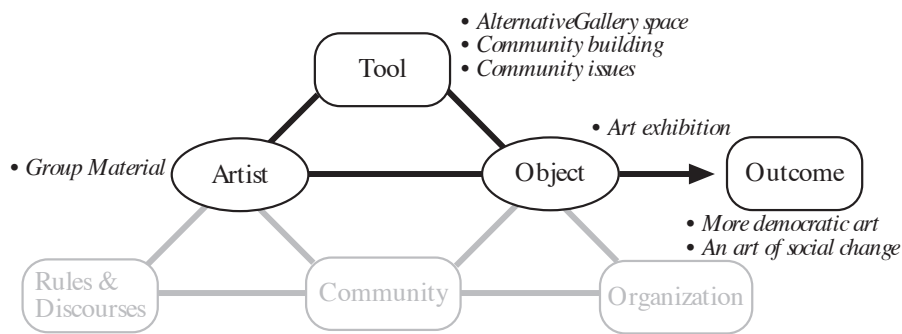 • AlternativeGallery space
• Community building
• Community issues
Tool
• Art exhibition
• Group Material
Artist
Object
Outcome
• More democratic art
• An art of social change
Rules &
Discourses
Community
Organization